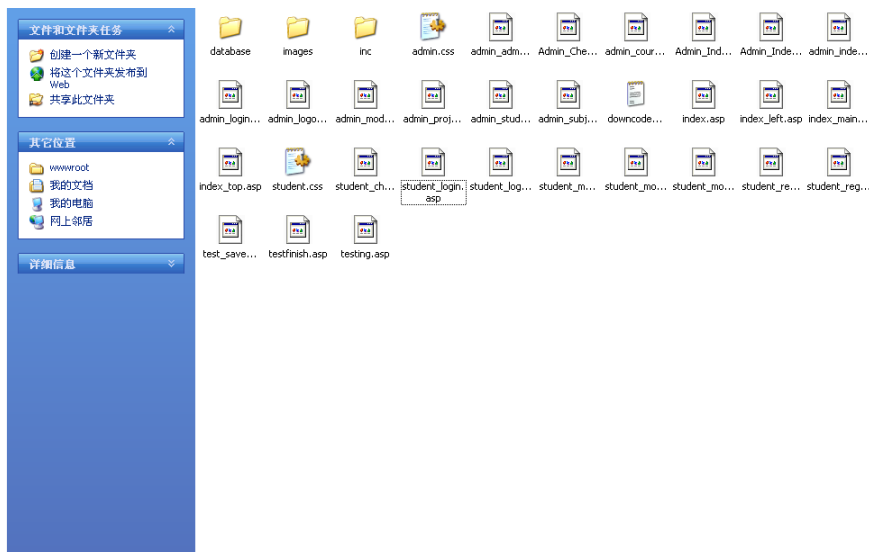 文件和文件夹任务
创建一个新文件夹
将这个文件夹发布到
Web
共享此文件夹
其它位置
wwwroot
我的文档
我的电脑
网上邻居
详细信息
database images inc admin.css admin_adm... Admin_Che... admin_cour... Admin_Ind... Admin_Inde... admin_inde...
admin_login... admin_logo... admin_mod... admin_proj... admin_stud... admin_subj... downcode... index.asp index_left.asp index_main...
index_top.asp student.css student_ch... student_login. student_log... student_m... student_mo... student_mo... student_re... student_reg...
asp
test_save... testfinish.asp testing.asp